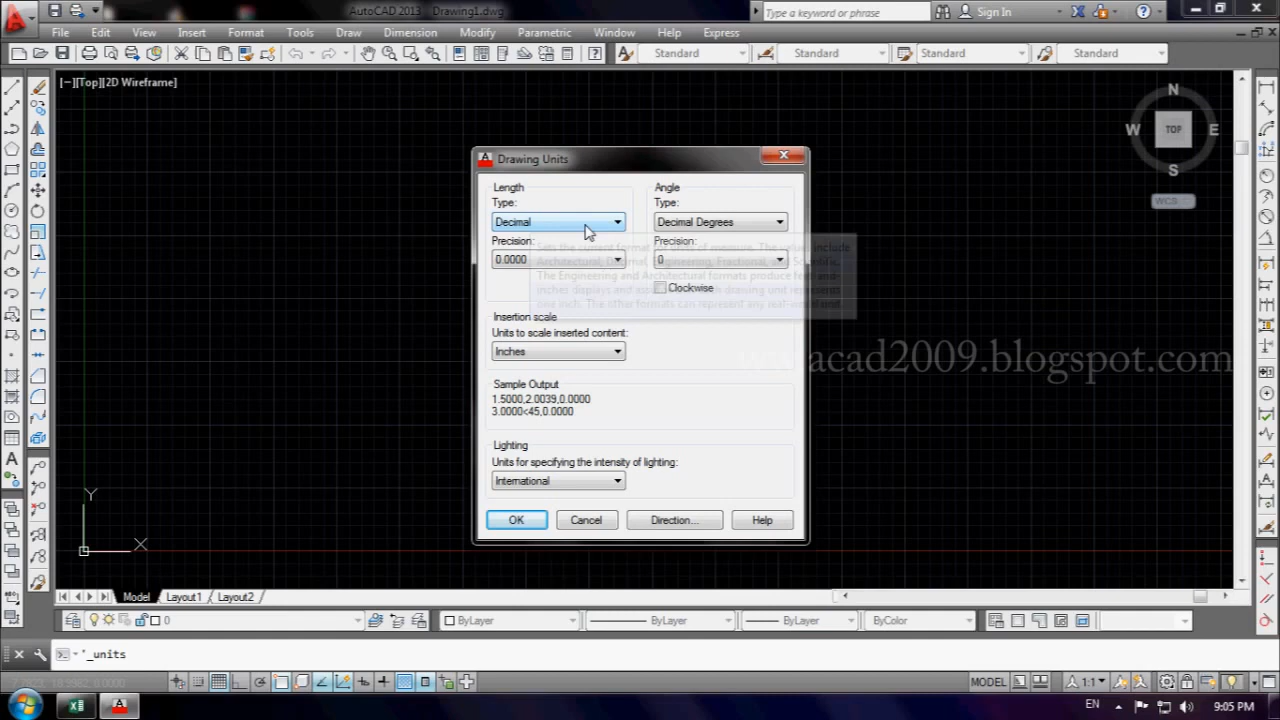 AutoCAD 2013 - Drawing1.dwg
Type a keyword or phrase
Sign In
File Edit View Insert Format Tools Draw Dimension Modify Parametric Window Help Express
Standard Standard Standard Standard
[−][Top][2D Wireframe]
N
W TOP E
S
WCS
Drawing Units
Length
Type:
Decimal
Precision:
0.0000
Angle
Type:
Decimal Degrees
Precision:
0
Clockwise
Insertion scale
Units to scale inserted content:
Inches
acad2009.blogspot.com
Sample Output
1.5000,2.0039,0.0000
3.0000<45,0.0000
Lighting
Units for specifying the intensity of lighting:
International
OK Cancel Direction... Help
Y
X
Model Layout1 Layout2
0 ByLayer ByLayer ByLayer ByColor
'_units
MODEL 1:1
EN 9:05 PM